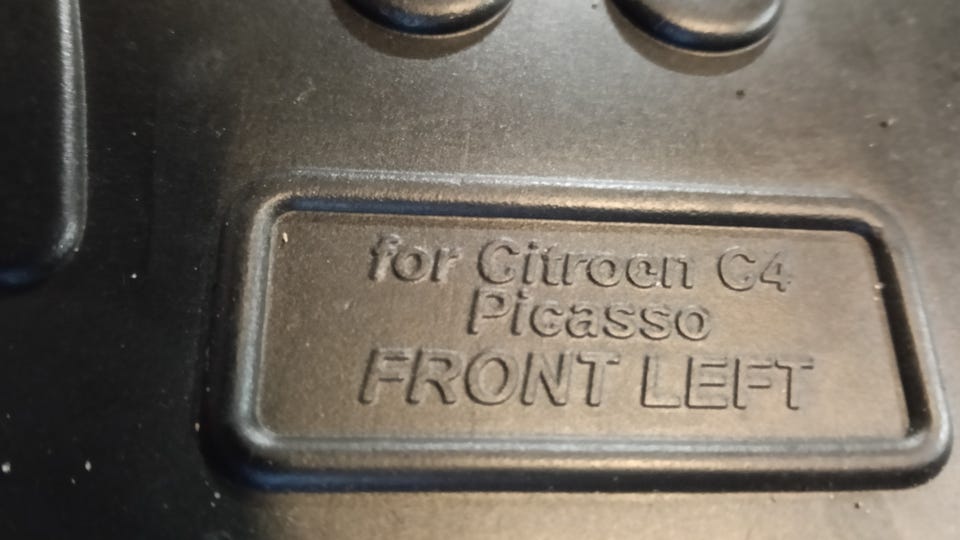 for Citroen C4
Picasso
FRONT LEFT